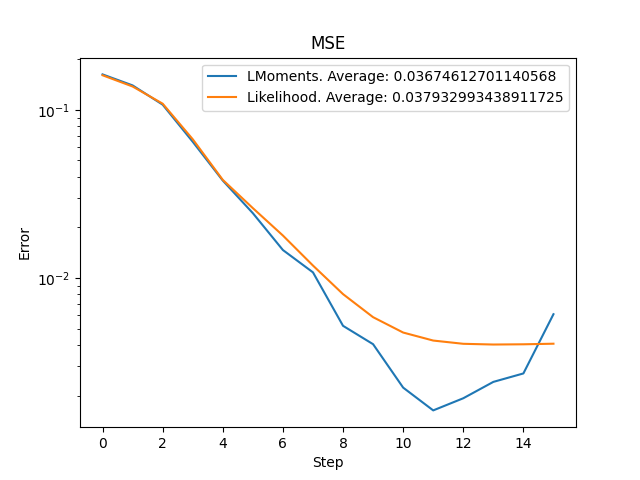 MSE
LMoments. Average: 0.03674612701140568
Likelihood. Average: 0.037932993438911725
10⁻¹
10⁻²
Error
0 2 4 6 8 10 12 14
Step